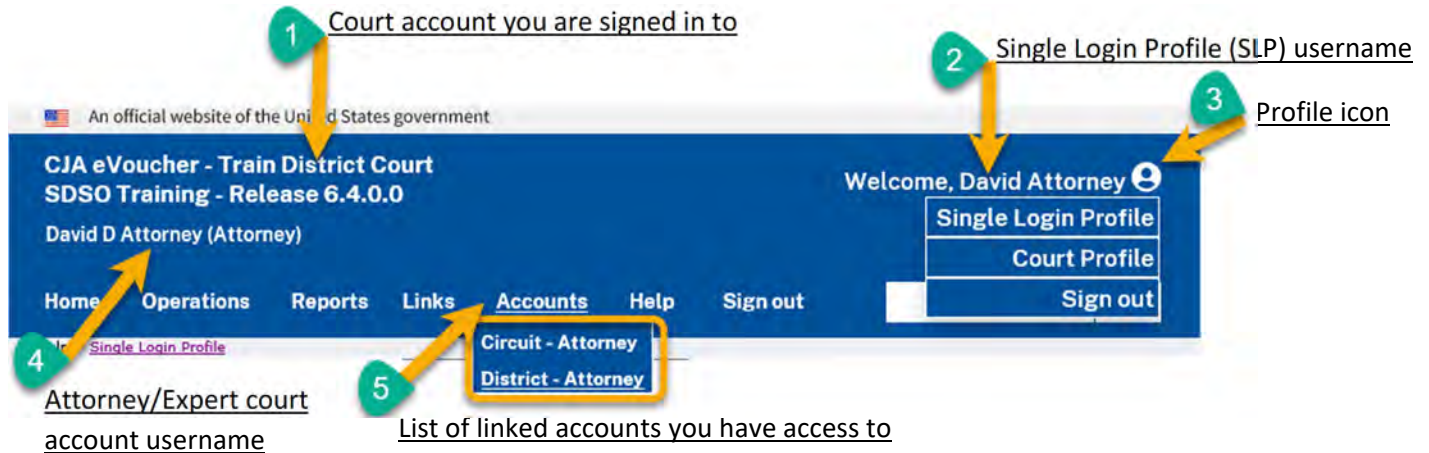 1 Court account you are signed in to
2 Single Login Profile (SLP) username
3 Profile icon
An official website of the United States government
CJA eVoucher - Train District Court
SDSO Training - Release 6.4.0.0
David D Attorney (Attorney)
Welcome, David Attorney
Single Login Profile
Court Profile
Sign out
Home Operations Reports Links Accounts Help Sign out
Circuit - Attorney
District - Attorney
Single Login Profile
4 Attorney/Expert court
account username
5 List of linked accounts you have access to